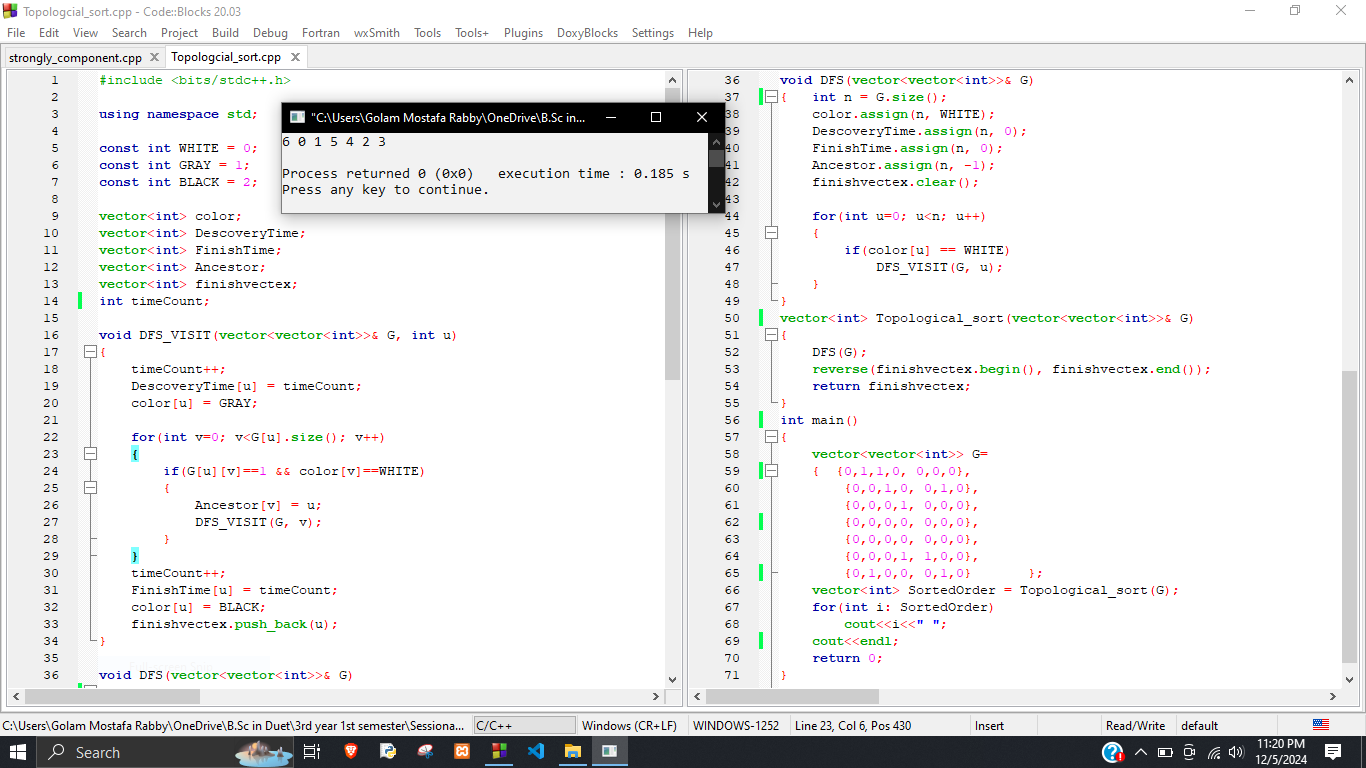 Topologcial_sort.cpp - Code::Blocks 20.03
File Edit View Search Project Build Debug Fortran wxSmith Tools Tools+ Plugins DoxyBlocks Settings Help
strongly_component.cpp Topologcial_sort.cpp
1 #include <bits/stdc++.h>
2
3 using namespace std;
4
5 const int WHITE = 0;
6 const int GRAY = 1;
7 const int BLACK = 2;
8
9 vector<int> color;
10 vector<int> DescoveryTime;
11 vector<int> FinishTime;
12 vector<int> Ancestor;
13 vector<int> finishvectex;
14 int timeCount;
15
16 void DFS_VISIT(vector<vector<int>>& G, int u)
17 {
18 timeCount++;
19 DescoveryTime[u] = timeCount;
20 color[u] = GRAY;
21
22 for(int v=0; v<G[u].size(); v++)
23 {
24 if(G[u][v]==1 && color[v]==WHITE)
25 {
26 Ancestor[v] = u;
27 DFS_VISIT(G, v);
28 }
29 }
30 timeCount++;
31 FinishTime[u] = timeCount;
32 color[u] = BLACK;
33 finishvectex.push_back(u);
34 }
35
36 void DFS(vector<vector<int>>& G)
"C:\Users\Golam Mostafa Rabby\OneDrive\B.Sc in...
6 0 1 5 4 2 3
Process returned 0 (0x0) execution time : 0.185 s
Press any key to continue.
36 void DFS(vector<vector<int>>& G)
37 { int n = G.size();
38 color.assign(n, WHITE);
39 DescoveryTime.assign(n, 0);
40 FinishTime.assign(n, 0);
41 Ancestor.assign(n, -1);
42 finishvectex.clear();
43
44 for(int u=0; u<n; u++)
45 {
46 if(color[u] == WHITE)
47 DFS_VISIT(G, u);
48 }
49 }
50 vector<int> Topological_sort(vector<vector<int>>& G)
51 {
52 DFS(G);
53 reverse(finishvectex.begin(), finishvectex.end());
54 return finishvectex;
55 }
56 int main()
57 {
58 vector<vector<int>> G=
59 { {0,1,1,0, 0,0,0},
60 {0,0,1,0, 0,1,0},
61 {0,0,0,1, 0,0,0},
62 {0,0,0,0, 0,0,0},
63 {0,0,0,0, 0,0,0},
64 {0,0,0,1, 1,0,0},
65 {0,1,0,0, 0,1,0} };
66 vector<int> SortedOrder = Topological_sort(G);
67 for(int i: SortedOrder)
68 cout<<i<<" ";
69 cout<<endl;
70 return 0;
71 }
C:\Users\Golam Mostafa Rabby\OneDrive\B.Sc in Duet\3rd year 1st semester\Sessiona... C/C++ Windows (CR+LF) WINDOWS-1252 Line 23, Col 6, Pos 430 Insert Read/Write default
Search
11:20 PM
12/5/2024